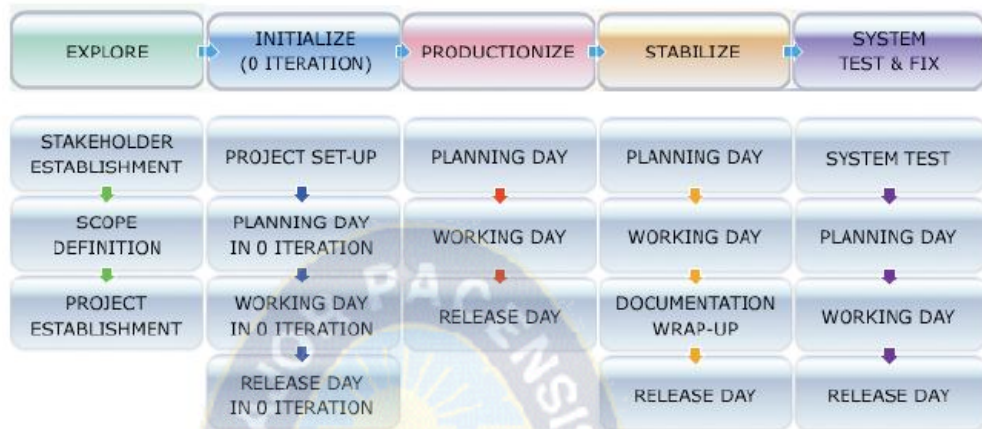 EXPLORE
INITIALIZE
(0 ITERATION)
PRODUCTIONIZE
STABILIZE
SYSTEM
TEST & FIX
STAKEHOLDER
ESTABLISHMENT
PROJECT SET-UP
PLANNING DAY
PLANNING DAY
SYSTEM TEST
SCOPE
DEFINITION
PLANNING DAY
IN 0 ITERATION
WORKING DAY
WORKING DAY
PLANNING DAY
PROJECT
ESTABLISHMENT
WORKING DAY
IN 0 ITERATION
RELEASE DAY
DOCUMENTATION
WRAP-UP
WORKING DAY
RELEASE DAY
IN 0 ITERATION
RELEASE DAY
RELEASE DAY
PACENSIS